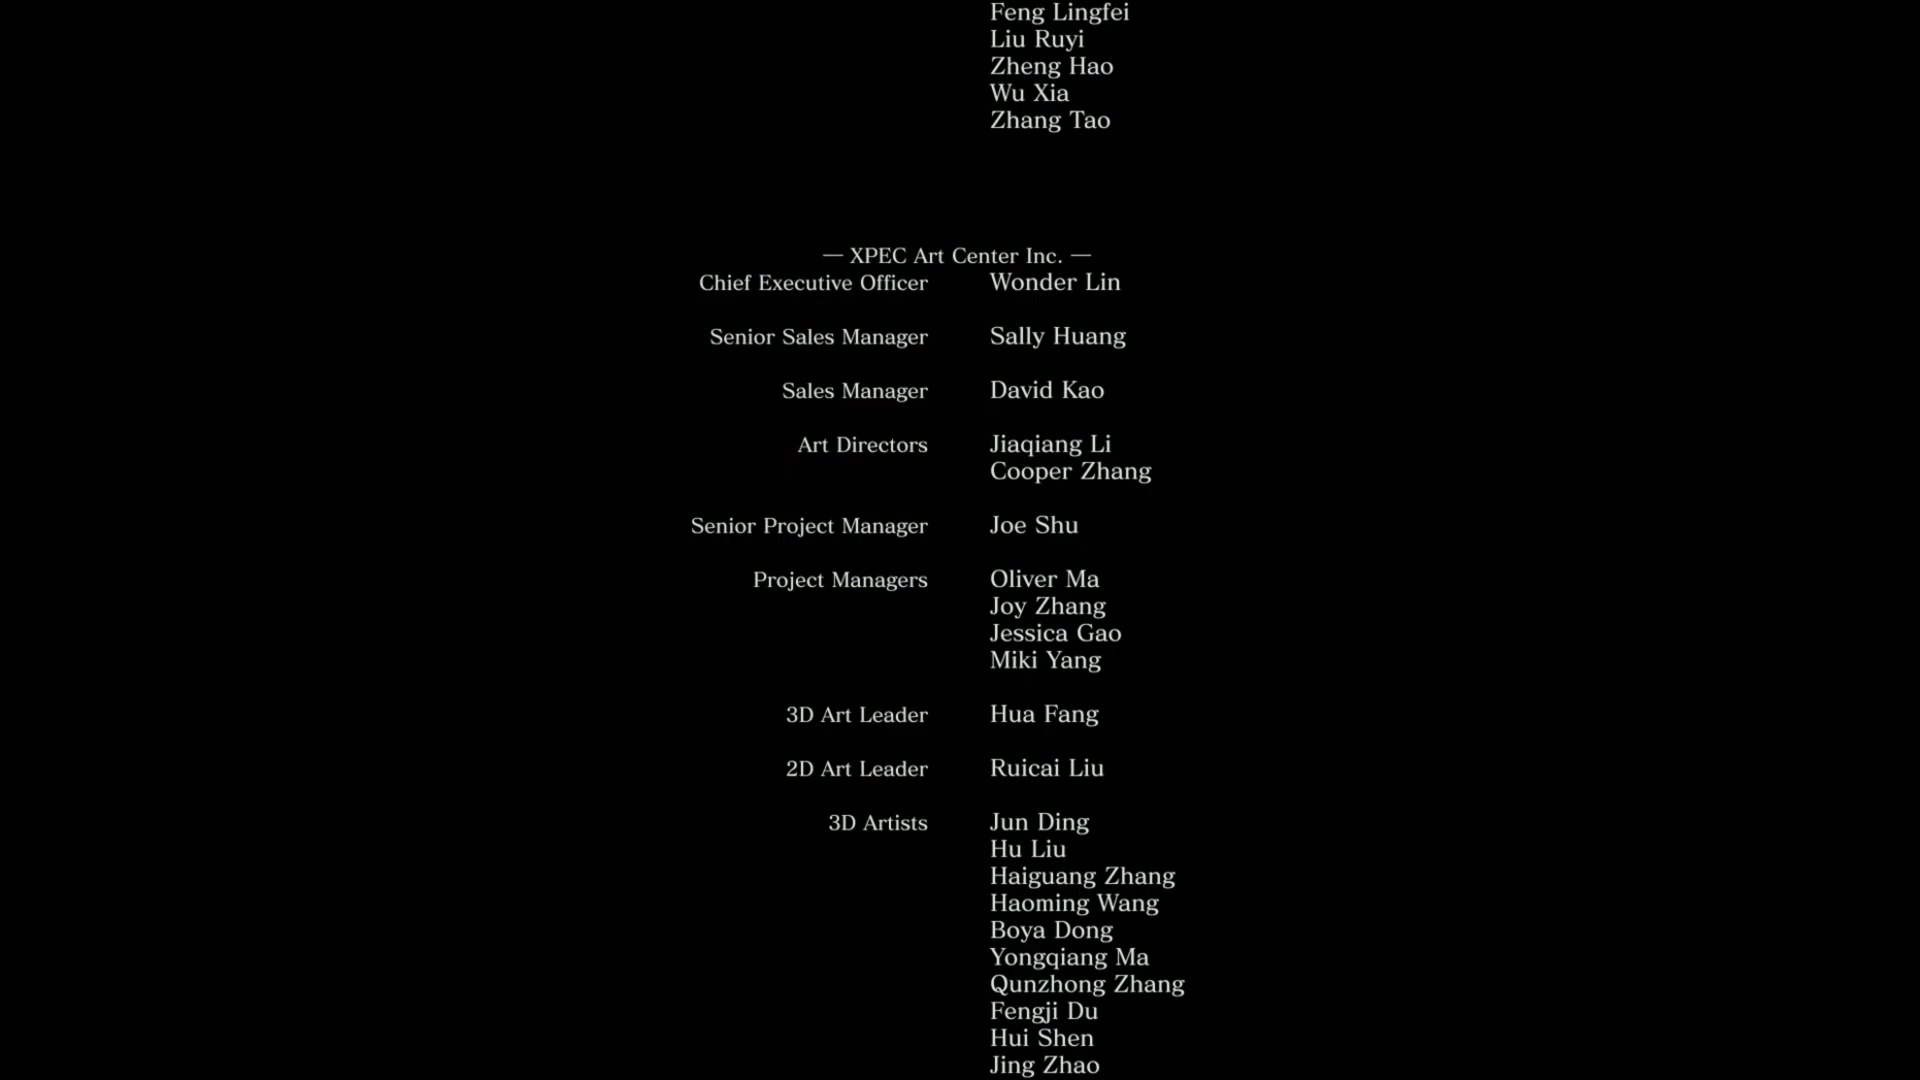 Feng Lingfei
Liu Ruyi
Zheng Hao
Wu Xia
Zhang Tao
— XPEC Art Center Inc. —
Chief Executive Officer Wonder Lin
Senior Sales Manager Sally Huang
Sales Manager David Kao
Art Directors Jiaqiang Li
Cooper Zhang
Senior Project Manager Joe Shu
Project Managers Oliver Ma
Joy Zhang
Jessica Gao
Miki Yang
3D Art Leader Hua Fang
2D Art Leader Ruicai Liu
3D Artists Jun Ding
Hu Liu
Haiguang Zhang
Haoming Wang
Boya Dong
Yongqiang Ma
Qunzhong Zhang
Fengji Du
Hui Shen
Jing Zhao